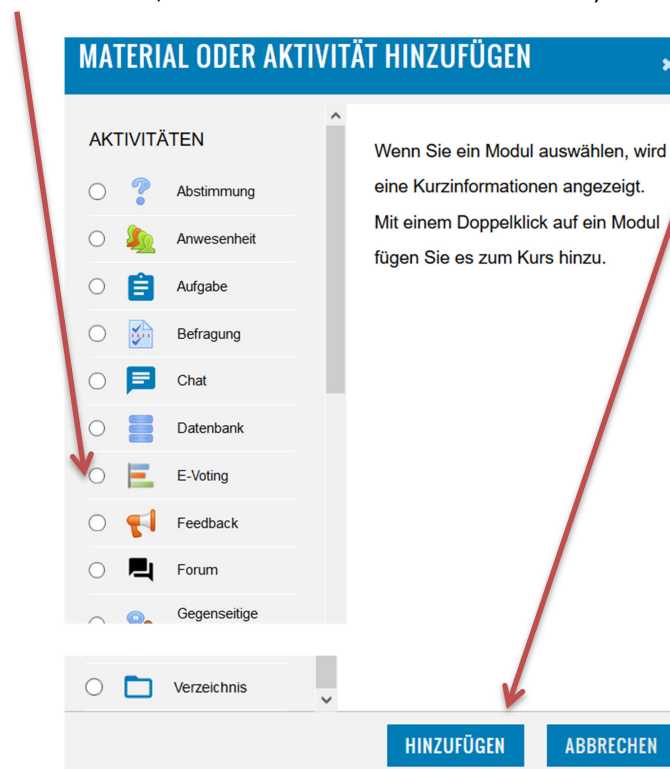 MATERIAL ODER AKTIVITÄT HINZUFÜGEN
AKTIVITÄTEN
Abstimmung
Anwesenheit
Aufgabe
Befragung
Chat
Datenbank
E-Voting
Feedback
Forum
Gegenseitige
Verzeichnis
Wenn Sie ein Modul auswählen, wird
eine Kurzinformationen angezeigt.
Mit einem Doppelklick auf ein Modul
fügen Sie es zum Kurs hinzu.
HINZUFÜGEN
ABBRECHEN